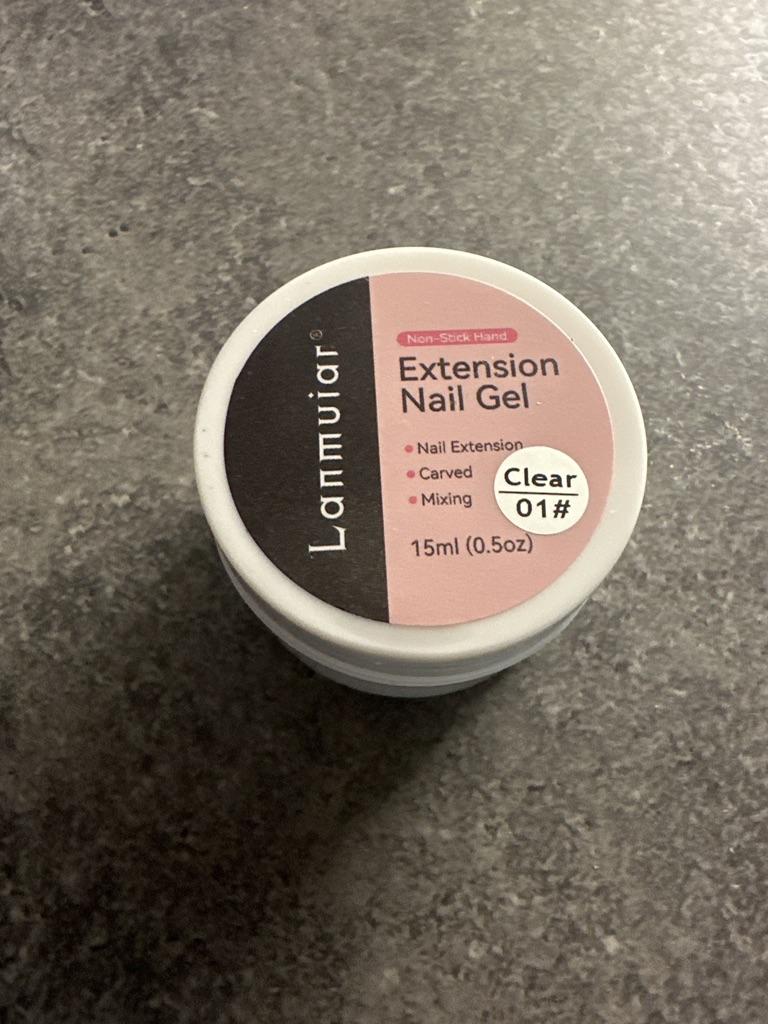 Lanmuiar®
Non-Stick Hand
Extension
Nail Gel
• Nail Extension
• Carved
• Mixing
Clear
01#
15ml (0.5oz)